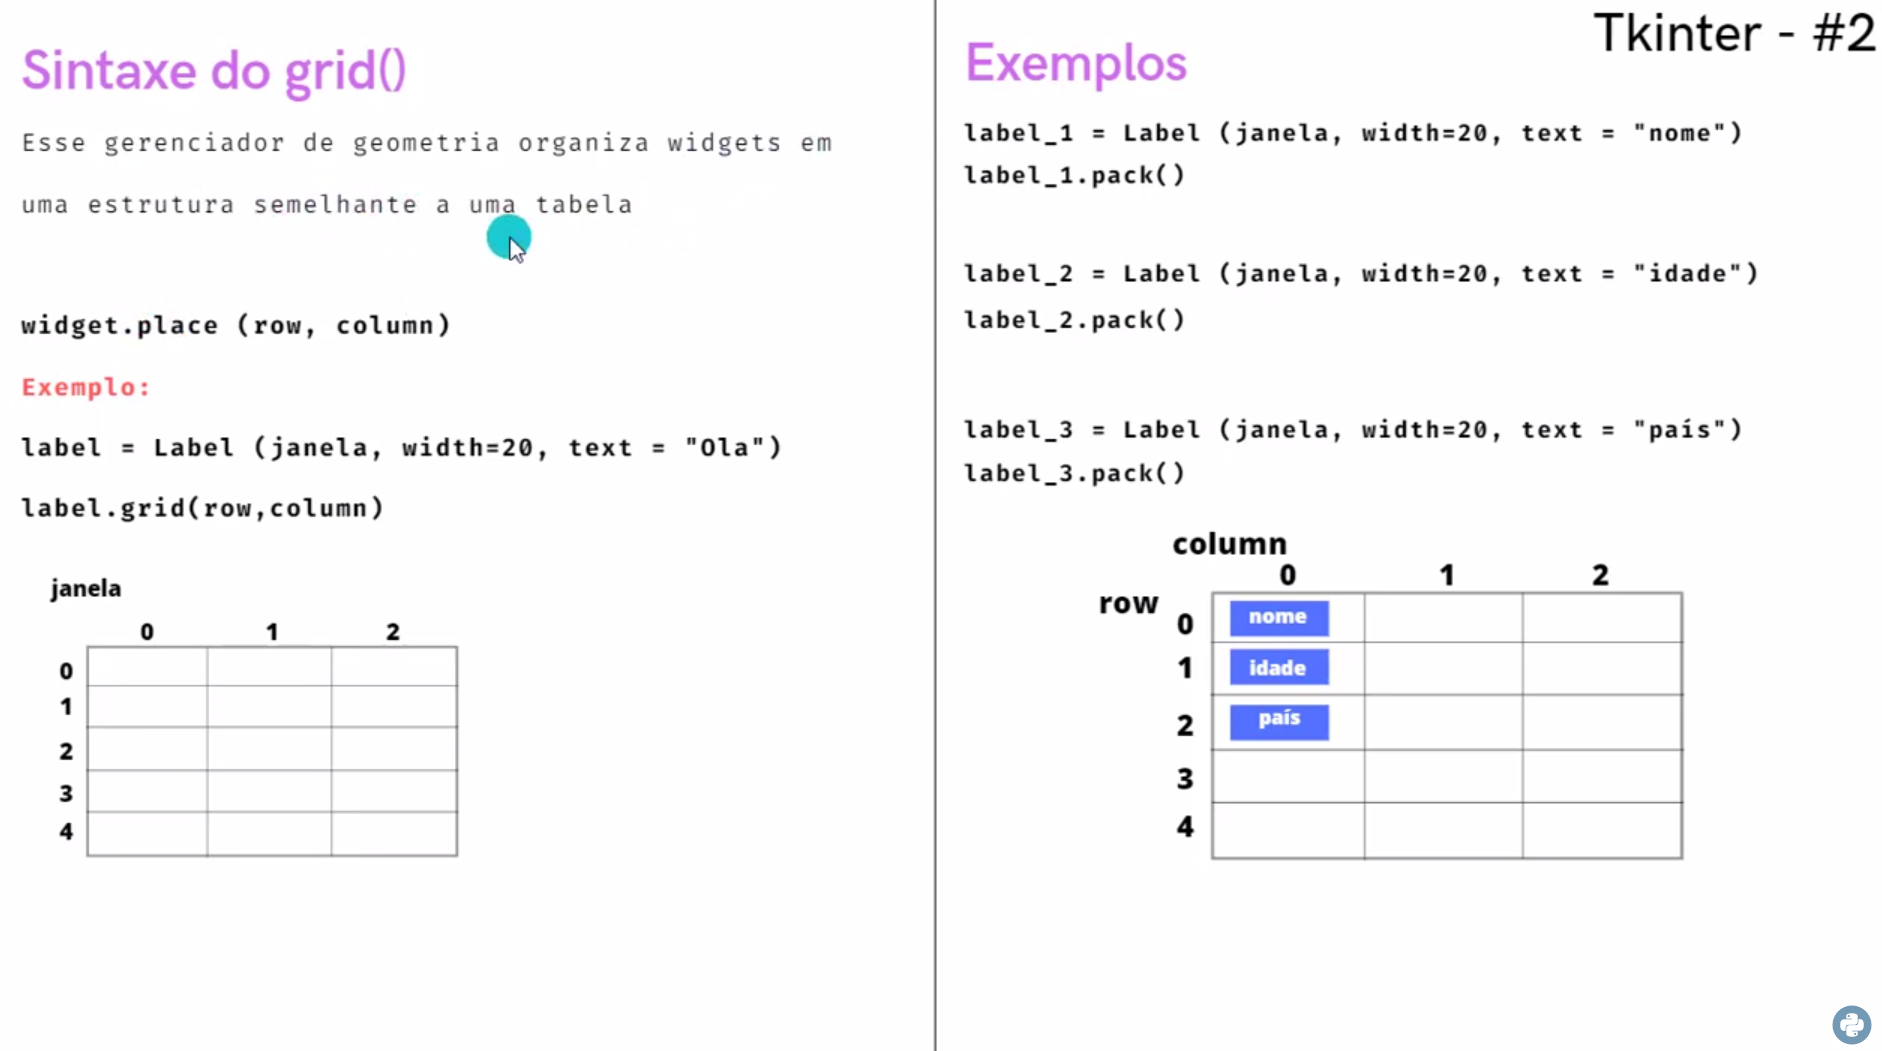 Tkinter - #2
Sintaxe do grid()
Esse gerenciador de geometria organiza widgets em
uma estrutura semelhante a uma tabela
widget.place (row, column)
Exemplo:
label = Label (janela, width=20, text = "Ola")
label.grid(row,column)
janela
0 1 2
0
1
2
3
4
Exemplos
label_1 = Label (janela, width=20, text = "nome")
label_1.pack()
label_2 = Label (janela, width=20, text = "idade")
label_2.pack()
label_3 = Label (janela, width=20, text = "país")
label_3.pack()
column
0 1 2
row
0 nome
1 idade
2 país
3
4